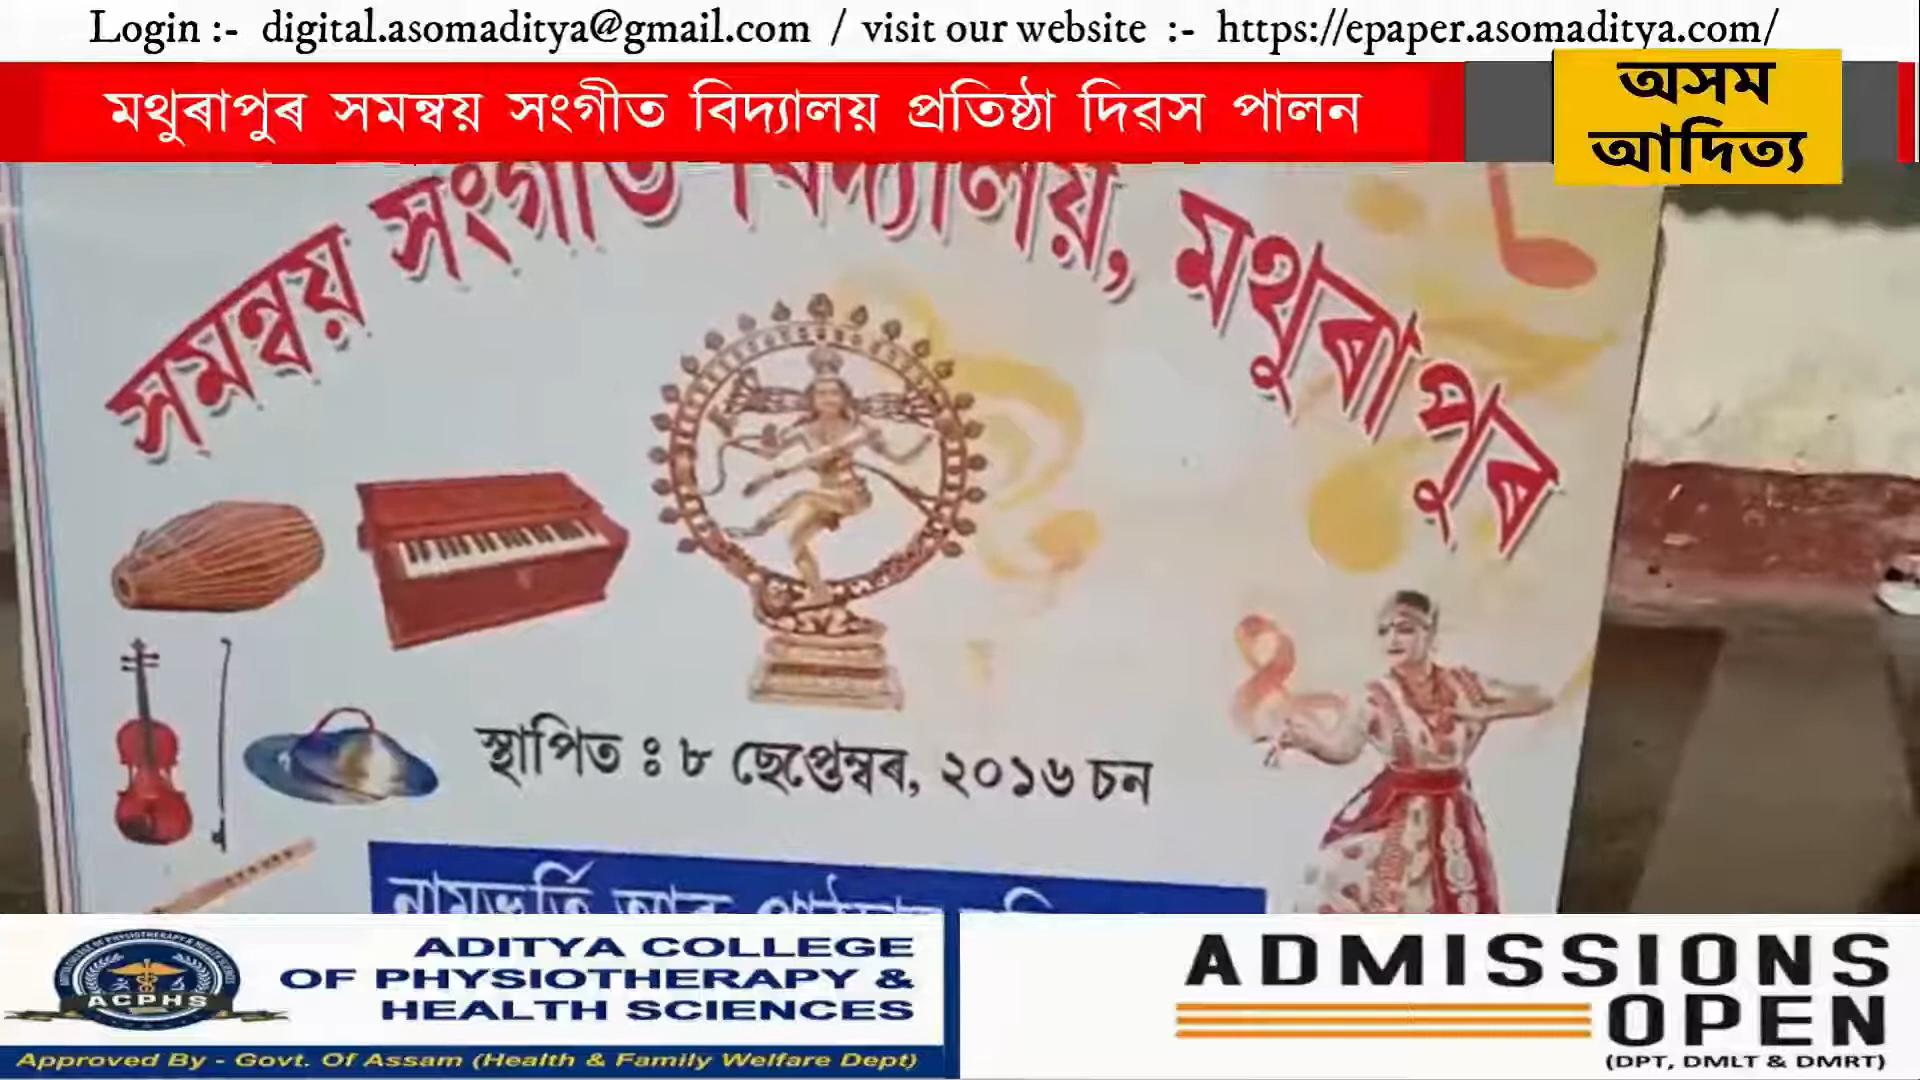 Login :- digital.asomaditya@gmail.com / visit our website :- https://epaper.asomaditya.com/
মথুৰাপুৰ সমন্বয় সংগীত বিদ্যালয় প্ৰতিষ্ঠা দিৱস পালন
অসম
আদিত্য
সমন্বয় সংগীত বিদ্যালয়, মথুৰাপুৰ
স্থাপিত : ৮ ছেপ্তেম্বৰ, ২০১৬ চন
নামভৰ্তি আৰু
ACPHS
ADITYA COLLEGE
OF PHYSIOTHERAPY &
HEALTH SCIENCES
Approved By - Govt. Of Assam (Health & Family Welfare Dept)
ADMISSIONS
OPEN
(DPT, DMLT & DMRT)